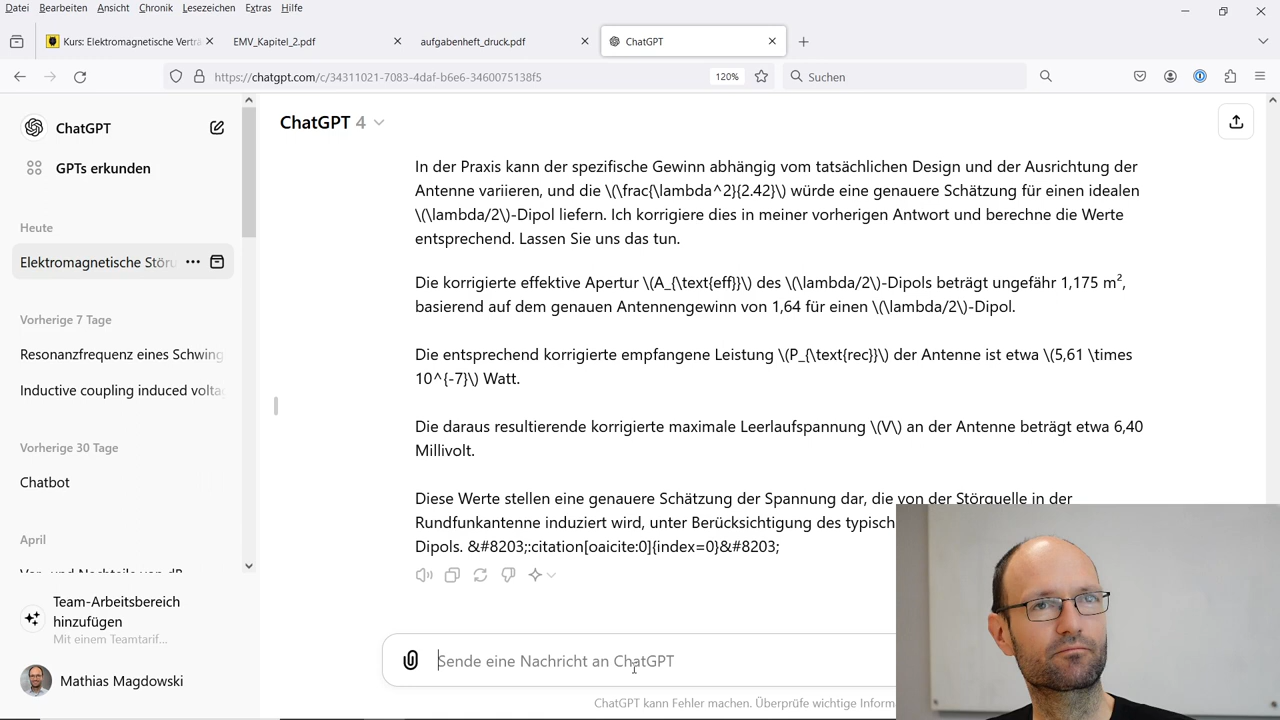 Datei Bearbeiten Ansicht Chronik Lesezeichen Extras Hilfe
Kurs: Elektromagnetische Verträ
EMV_Kapitel_2.pdf
aufgabenheft_druck.pdf
ChatGPT
https://chatgpt.com/c/34311021-7083-4daf-b6e6-3460075138f5
120%
Suchen
ChatGPT
GPTs erkunden
Heute
Elektromagnetische Störu
Vorherige 7 Tage
Resonanzfrequenz eines Schwing
Inductive coupling induced volta
Vorherige 30 Tage
Chatbot
April
Vor- und Nachteile von dB
Team-Arbeitsbereich
hinzufügen
Mit einem Teamtarif...
Mathias Magdowski
ChatGPT 4
In der Praxis kann der spezifische Gewinn abhängig vom tatsächlichen Design und der Ausrichtung der
Antenne variieren, und die \(\frac{\lambda^2}{2.42}\) würde eine genauere Schätzung für einen idealen
\(\lambda/2\)-Dipol liefern. Ich korrigiere dies in meiner vorherigen Antwort und berechne die Werte
entsprechend. Lassen Sie uns das tun.
Die korrigierte effektive Apertur \(A_{\text{eff}}\) des \(\lambda/2\)-Dipols beträgt ungefähr 1,175 m²,
basierend auf dem genauen Antennengewinn von 1,64 für einen \(\lambda/2\)-Dipol.
Die entsprechend korrigierte empfangene Leistung \(P_{\text{rec}}\) der Antenne ist etwa \(5,61 \times
10^{-7}\) Watt.
Die daraus resultierende korrigierte maximale Leerlaufspannung \(V\) an der Antenne beträgt etwa 6,40
Millivolt.
Diese Werte stellen eine genauere Schätzung der Spannung dar, die von der Störquelle in der
Rundfunkantenne induziert wird, unter Berücksichtigung des typisch
Dipols. &#8203;:citation[oaicite:0]{index=0}&#8203;
Sende eine Nachricht an ChatGPT
ChatGPT kann Fehler machen. Überprüfe wichtige Inform